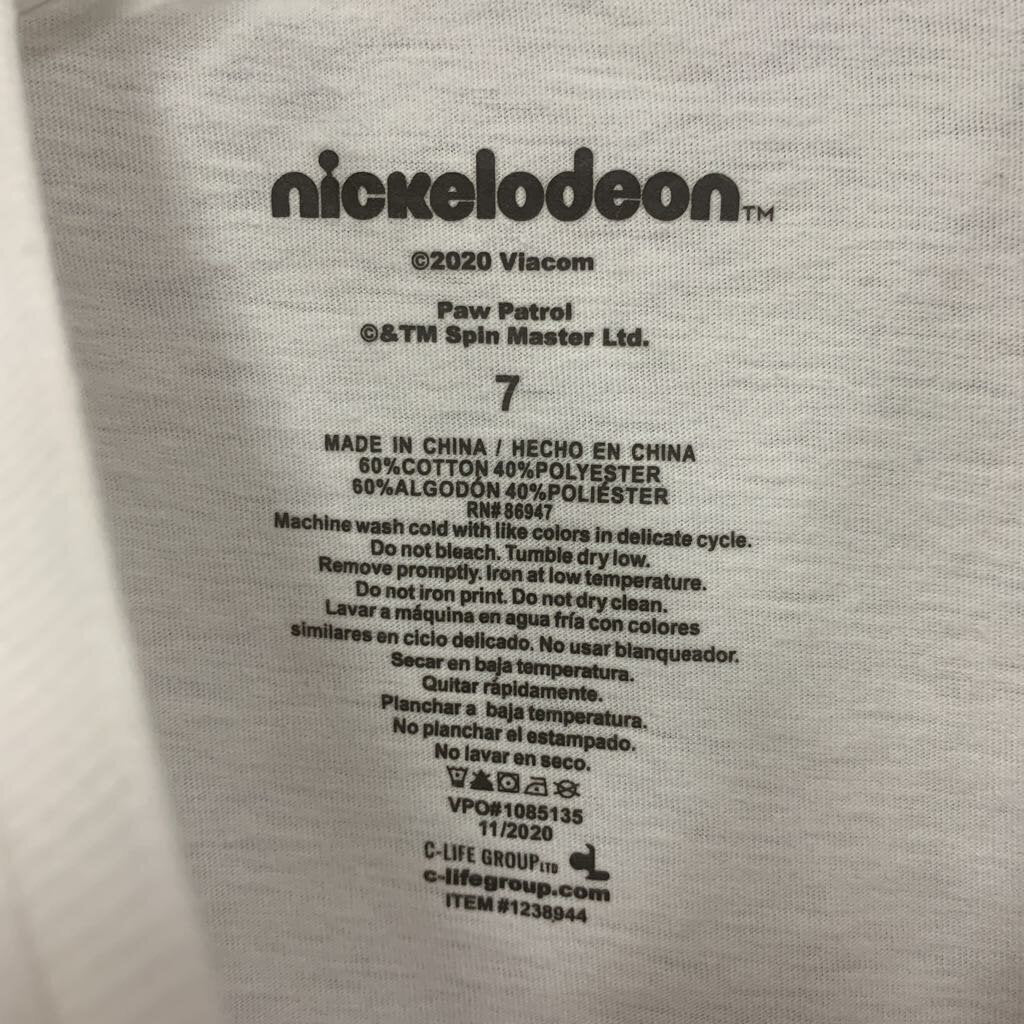 nickelodeon™
©2020 Viacom
Paw Patrol
©&TM Spin Master Ltd.
7
MADE IN CHINA / HECHO EN CHINA
60%COTTON 40%POLYESTER
60%ALGODÓN 40%POLIÉSTER
RN# 86947
Machine wash cold with like colors in delicate cycle.
Do not bleach. Tumble dry low.
Remove promptly. Iron at low temperature.
Do not iron print. Do not dry clean.
Lavar a máquina en agua fría con colores
similares en ciclo delicado. No usar blanqueador.
Secar en baja temperatura.
Quitar rápidamente.
Planchar a baja temperatura.
No planchar el estampado.
No lavar en seco.
VPO#1085135
11/2020
C-LIFE GROUP LTD CL
c-lifegroup.com
ITEM #1238944